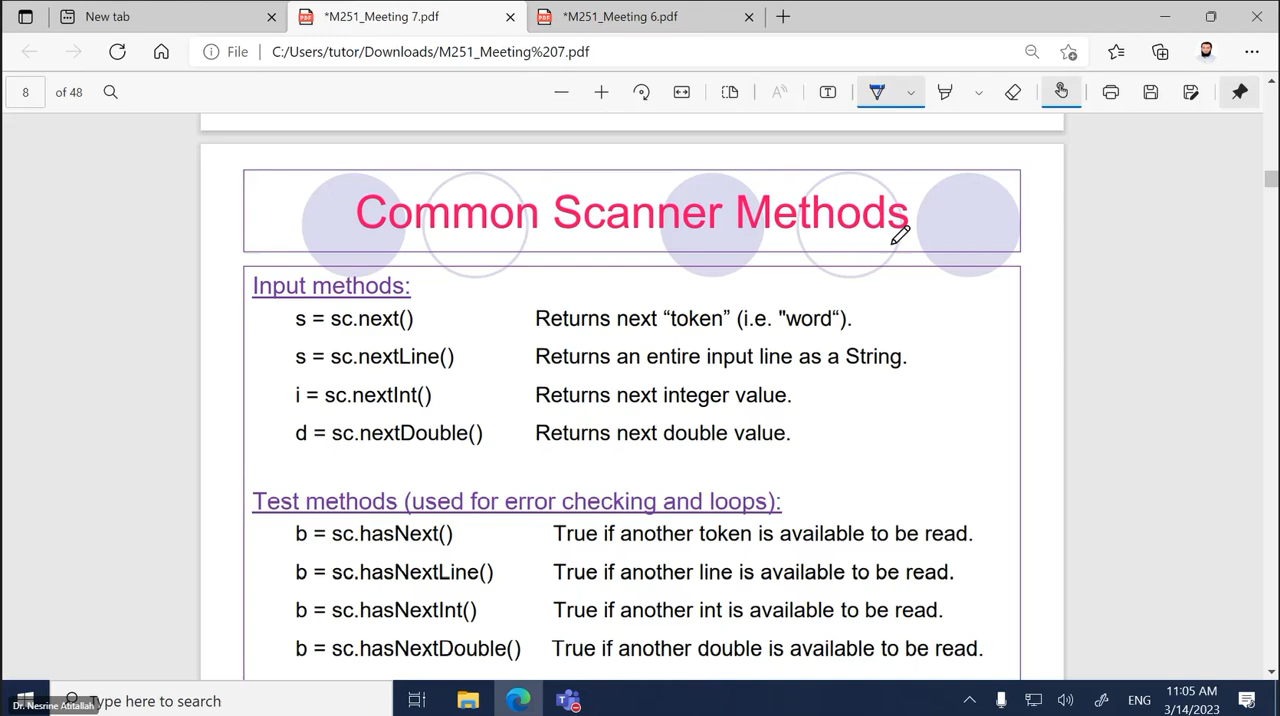 New tab
*M251_Meeting 7.pdf
*M251_Meeting 6.pdf
File
C:/Users/tutor/Downloads/M251_Meeting%207.pdf
8 of 48
Common Scanner Methods
Input methods:
s = sc.next() Returns next “token” (i.e. "word“).
s = sc.nextLine() Returns an entire input line as a String.
i = sc.nextInt() Returns next integer value.
d = sc.nextDouble() Returns next double value.
Test methods (used for error checking and loops):
b = sc.hasNext() True if another token is available to be read.
b = sc.hasNextLine() True if another line is available to be read.
b = sc.hasNextInt() True if another int is available to be read.
b = sc.hasNextDouble() True if another double is available to be read.
Type here to search
Dr. Nesrine Atitallah
ENG
11:05 AM
3/14/2023